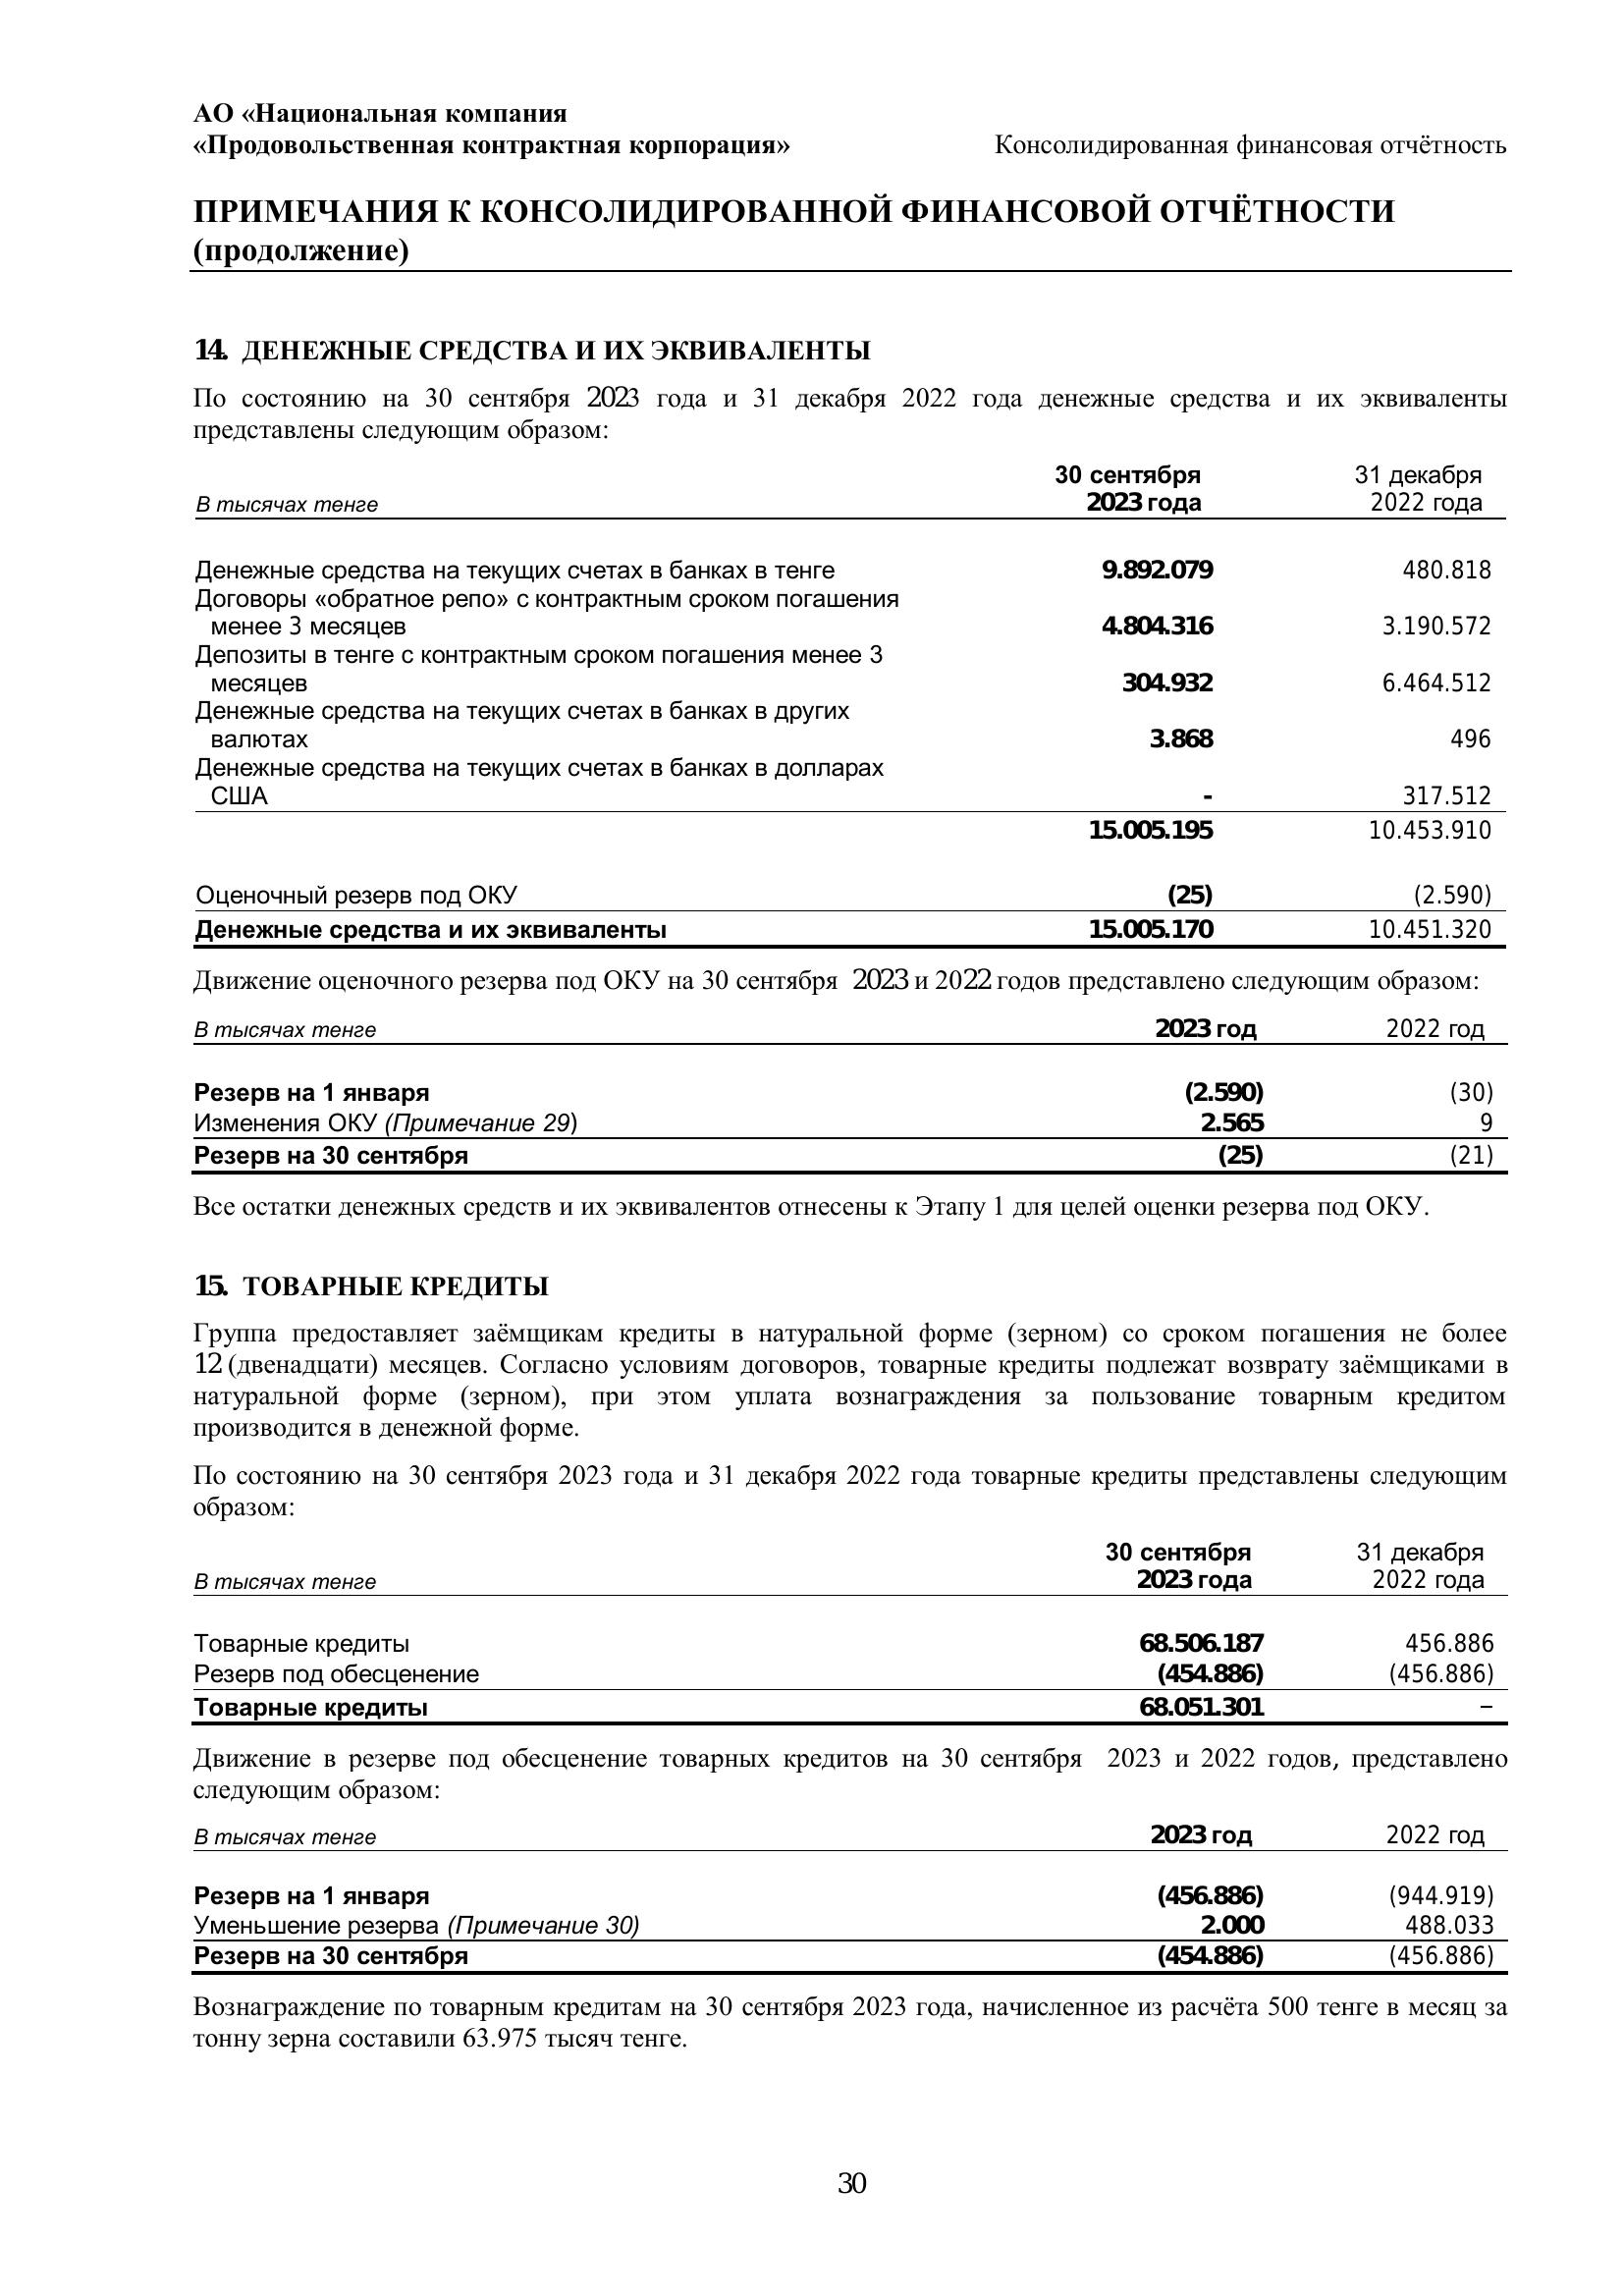 АО «Национальная компания
«Продовольственная контрактная корпорация» Консолидированная финансовая отчётность
ПРИМЕЧАНИЯ К КОНСОЛИДИРОВАННОЙ ФИНАНСОВОЙ ОТЧЁТНОСТИ
(продолжение)
14. ДЕНЕЖНЫЕ СРЕДСТВА И ИХ ЭКВИВАЛЕНТЫ
По состоянию на 30 сентября 2023 года и 31 декабря 2022 года денежные средства и их эквиваленты
представлены следующим образом:
30 сентября 31 декабря
В тысячах тенге 2023 года 2022 года
Денежные средства на текущих счетах в банках в тенге 9.892.079 480.818
Договоры «обратное репо» с контрактным сроком погашения
менее 3 месяцев 4.804.316 3.190.572
Депозиты в тенге с контрактным сроком погашения менее 3
месяцев 304.932 6.464.512
Денежные средства на текущих счетах в банках в других
валютах 3.868 496
Денежные средства на текущих счетах в банках в долларах
США - 317.512
15.005.195 10.453.910
Оценочный резерв под ОКУ (25) (2.590)
Денежные средства и их эквиваленты 15.005.170 10.451.320
Движение оценочного резерва под ОКУ на 30 сентября 2023 и 2022 годов представлено следующим образом:
В тысячах тенге 2023 год 2022 год
Резерв на 1 января (2.590) (30)
Изменения ОКУ (Примечание 29) 2.565 9
Резерв на 30 сентября (25) (21)
Все остатки денежных средств и их эквивалентов отнесены к Этапу 1 для целей оценки резерва под ОКУ.
15. ТОВАРНЫЕ КРЕДИТЫ
Группа предоставляет заёмщикам кредиты в натуральной форме (зерном) со сроком погашения не более
12 (двенадцати) месяцев. Согласно условиям договоров, товарные кредиты подлежат возврату заёмщиками в
натуральной форме (зерном), при этом уплата вознаграждения за пользование товарным кредитом
производится в денежной форме.
По состоянию на 30 сентября 2023 года и 31 декабря 2022 года товарные кредиты представлены следующим
образом:
30 сентября 31 декабря
В тысячах тенге 2023 года 2022 года
Товарные кредиты 68.506.187 456.886
Резерв под обесценение (454.886) (456.886)
Товарные кредиты 68.051.301 –
Движение в резерве под обесценение товарных кредитов на 30 сентября 2023 и 2022 годов, представлено
следующим образом:
В тысячах тенге 2023 год 2022 год
Резерв на 1 января (456.886) (944.919)
Уменьшение резерва (Примечание 30) 2.000 488.033
Резерв на 30 сентября (454.886) (456.886)
Вознаграждение по товарным кредитам на 30 сентября 2023 года, начисленное из расчёта 500 тенге в месяц за
тонну зерна составили 63.975 тысяч тенге.
30